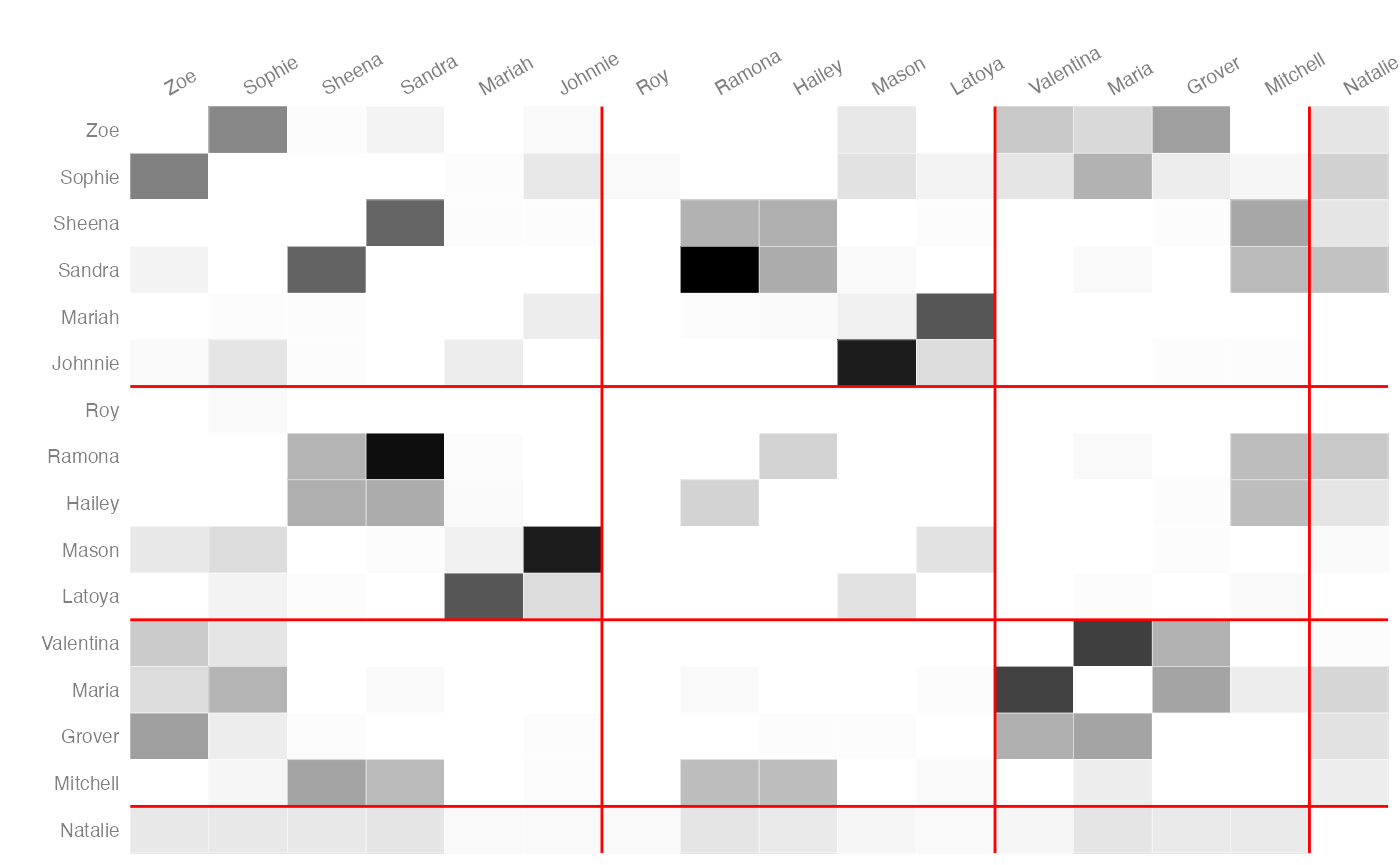 Zoe Sophie Sheena Sandra Mariah Johnnie Roy Ramona Hailey Mason Latoya Valentina Maria Grover Mitchell Natalie
Zoe
Sophie
Sheena
Sandra
Mariah
Johnnie
Roy
Ramona
Hailey
Mason
Latoya
Valentina
Maria
Grover
Mitchell
Natalie